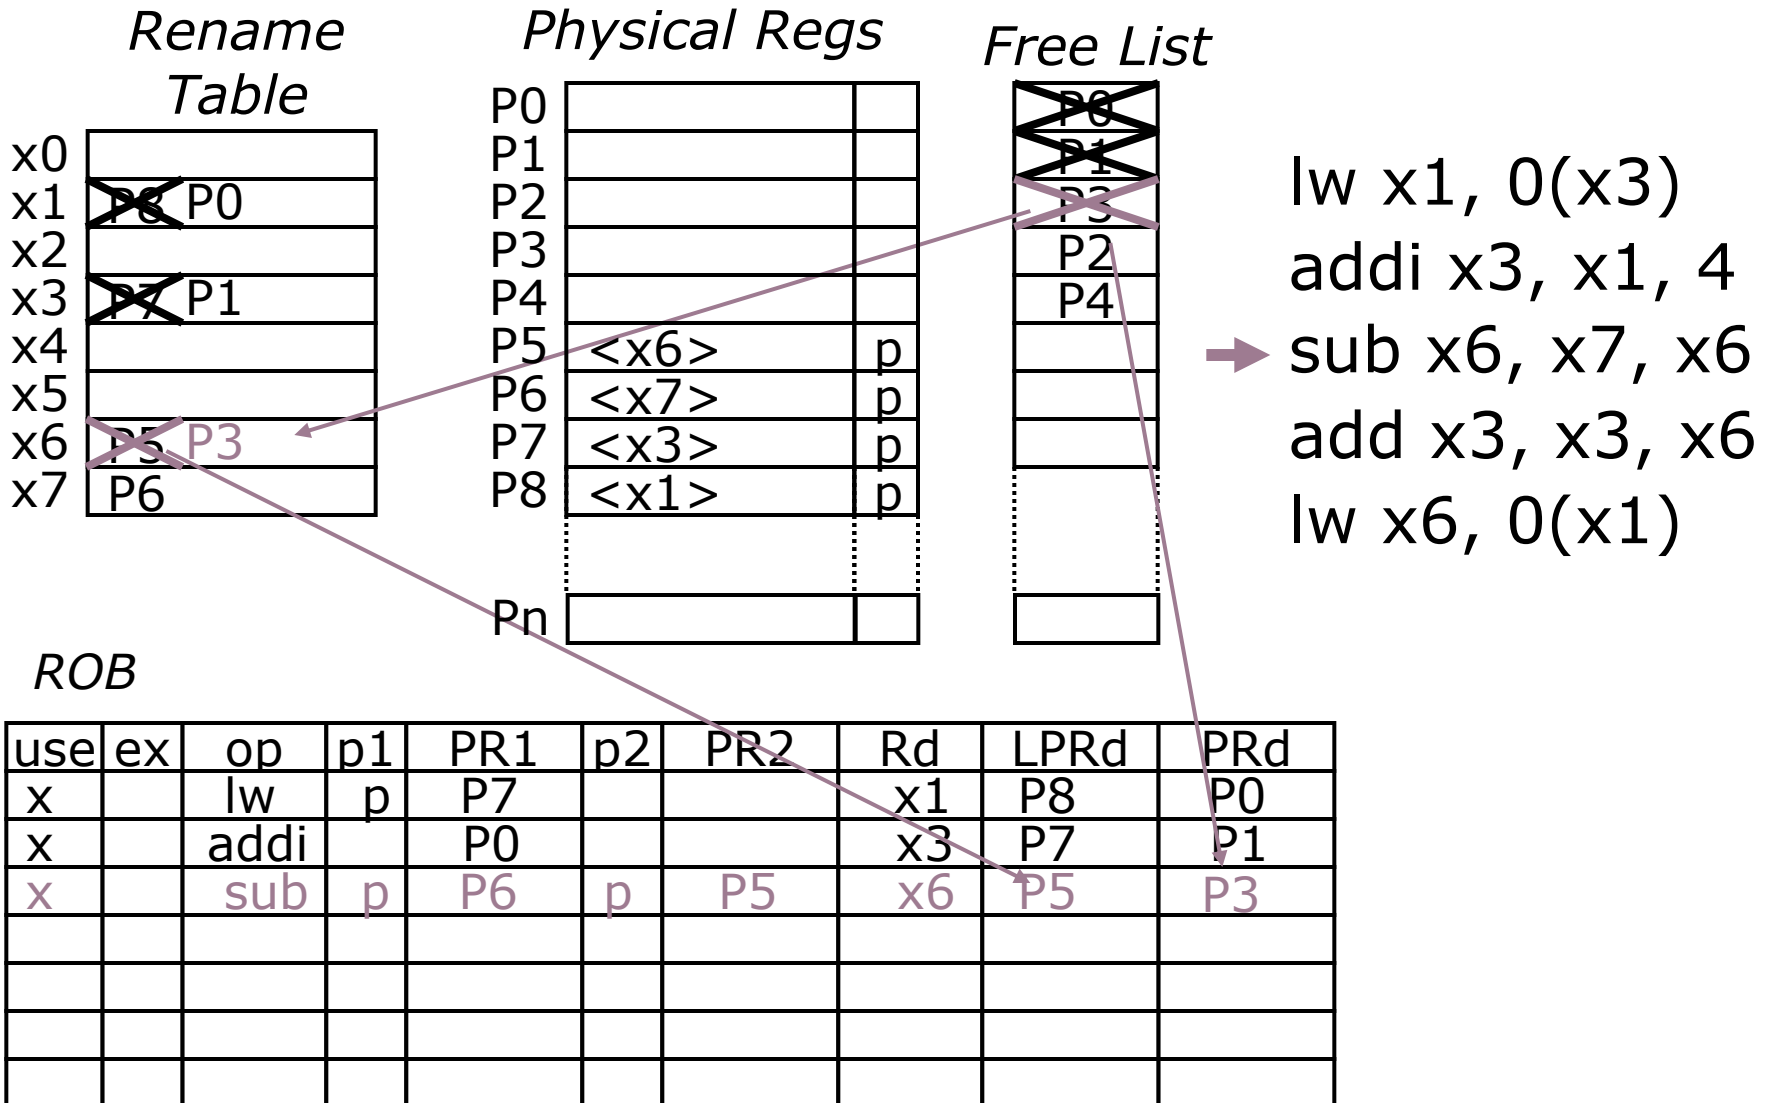 Rename
Table
x0
x1 P8 P0
x2
x3 P7 P1
x4
x5
x6 P5 P3
x7 P6
Physical Regs
P0
P1
P2
P3
P4
P5 <x6> p
P6 <x7> p
P7 <x3> p
P8 <x1> p
Pn
Free List
P0
P1
P3
P2
P4
lw x1, 0(x3)
addi x3, x1, 4
sub x6, x7, x6
add x3, x3, x6
lw x6, 0(x1)
ROB
use ex op p1 PR1 p2 PR2 Rd LPRd PRd
x lw p P7 x1 P8 P0
x addi P0 x3 P7 P1
x sub p P6 p P5 x6 P5 P3